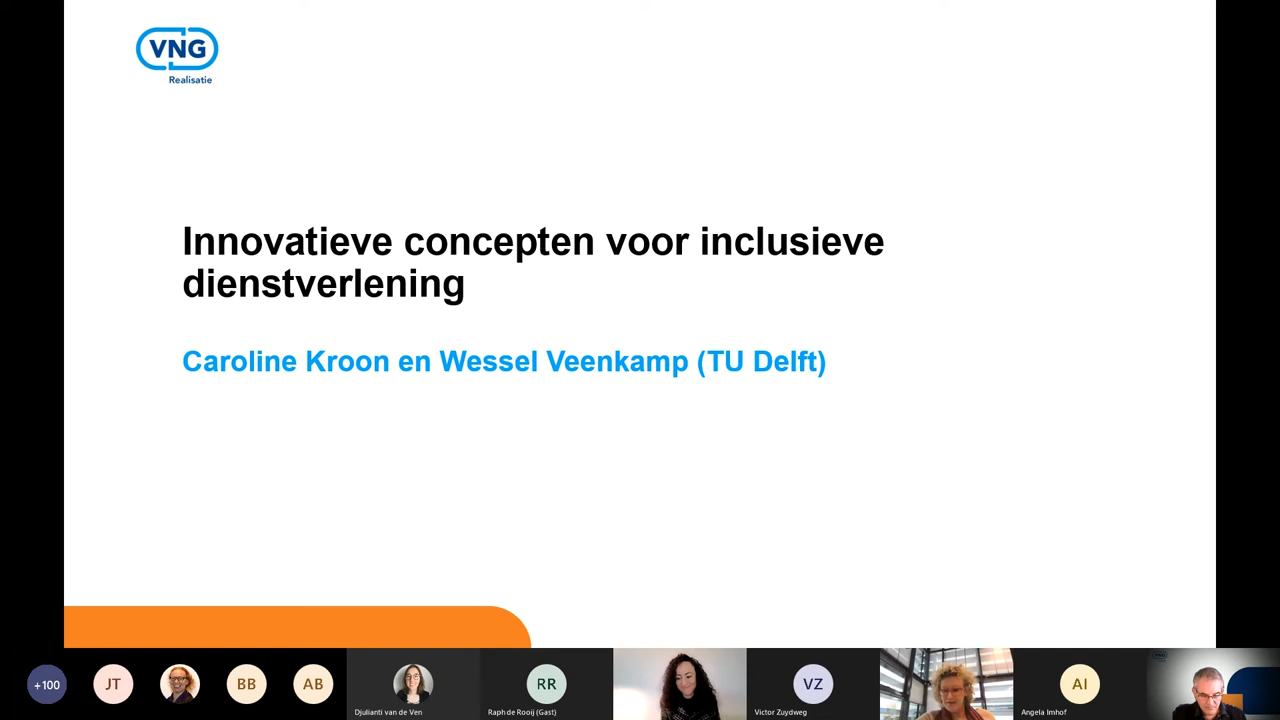 VNG
Realisatie
Innovatieve concepten voor inclusieve
dienstverlening
Caroline Kroon en Wessel Veenkamp (TU Delft)
+100
JT
BB
AB
Djulianti van de Ven
RR
Raph de Rooij (Gast)
VZ
Victor Zuydweg
AI
Angela Imhof
VNG